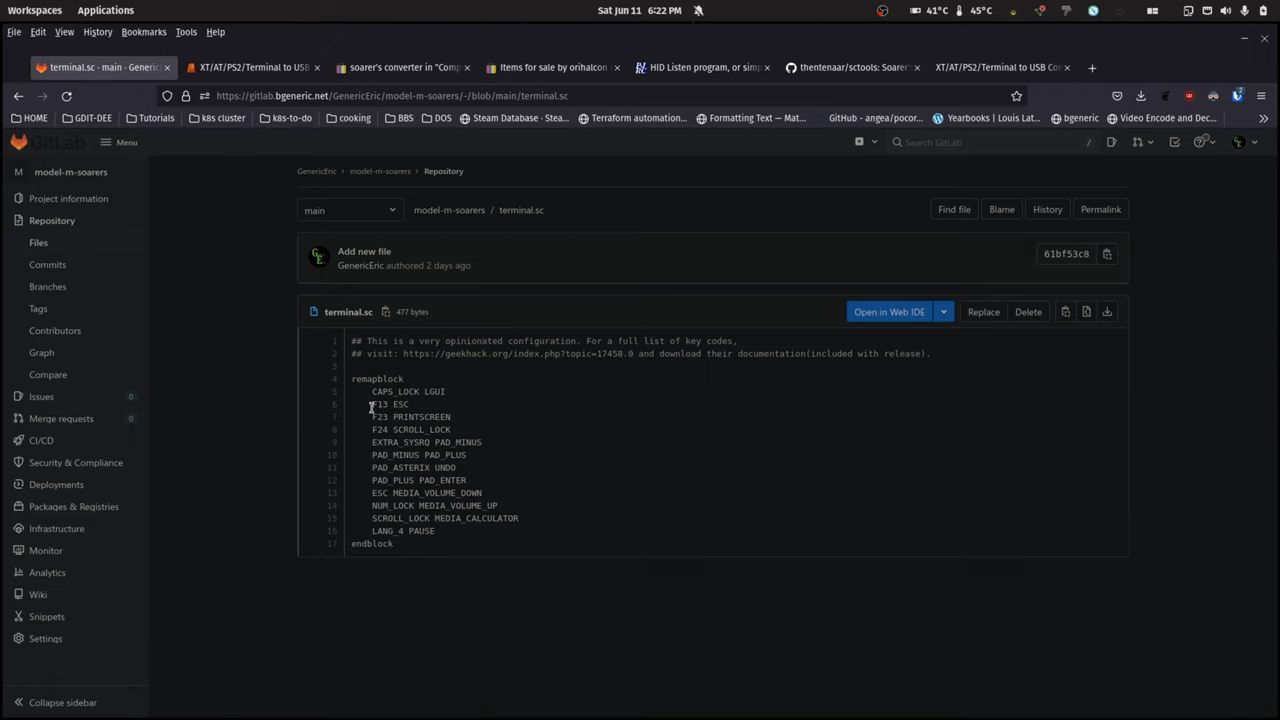 Workspaces Applications Sat Jun 11 6:22 PM 41°C 45°C
File Edit View History Bookmarks Tools Help
terminal.sc - main - GenericE XT/AT/PS2/Terminal to USB soarer's converter in "Comp Items for sale by orihalcon HID Listen program, or simp thentenaar/sctools: Soarer's XT/AT/PS2/Terminal to USB Con
https://gitlab.bgeneric.net/GenericEric/model-m-soarers/-/blob/main/terminal.sc
HOME GDIT-DEE Tutorials k8s cluster k8s-to-do cooking BBS DOS Steam Database · Stea... Terraform automation... Formatting Text — Mat... GitHub - angea/pocor... Yearbooks | Louis Lat... bgeneric Video Encode and Dec...
GitLab Menu Search GitLab /
M model-m-soarers
Project information
Repository
Files
Commits
Branches
Tags
Contributors
Graph
Compare
Issues 0
Merge requests 0
CI/CD
Security & Compliance
Deployments
Packages & Registries
Infrastructure
Monitor
Analytics
Wiki
Snippets
Settings
Collapse sidebar
GenericEric > model-m-soarers > Repository
main model-m-soarers / terminal.sc Find file Blame History Permalink
Add new file
GenericEric authored 2 days ago
61bf53c8
terminal.sc 477 bytes Open in Web IDE Replace Delete
1 ## This is a very opinionated configuration. For a full list of key codes,
2 ## visit: https://geekhack.org/index.php?topic=17458.0 and download their documentation(included with release).
3
4 remapblock
5 CAPS_LOCK LGUI
6 F13 ESC
7 F23 PRINTSCREEN
8 F24 SCROLL_LOCK
9 EXTRA_SYSRQ PAD_MINUS
10 PAD_MINUS PAD_PLUS
11 PAD_ASTERIX UNDO
12 PAD_PLUS PAD_ENTER
13 ESC MEDIA_VOLUME_DOWN
14 NUM_LOCK MEDIA_VOLUME_UP
15 SCROLL_LOCK MEDIA_CALCULATOR
16 LANG_4 PAUSE
17 endblock